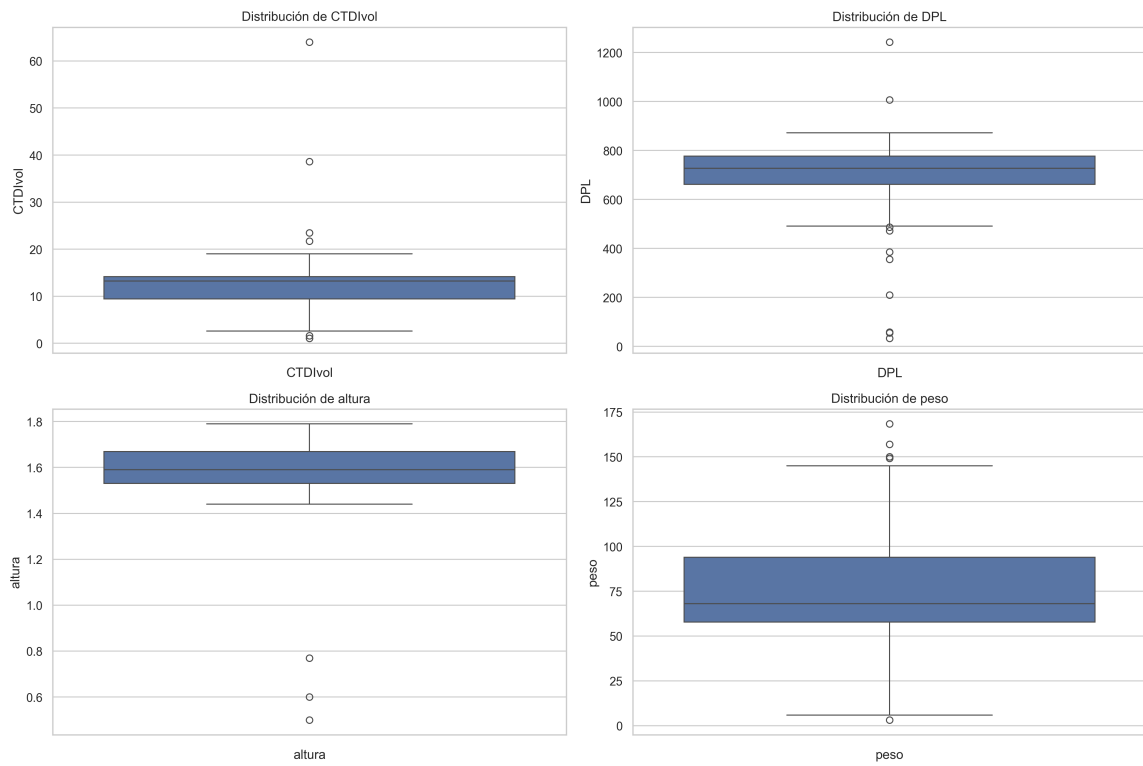 Distribución de CTDIvol
60
50
40
30
20
10
0
CTDIvol
CTDIvol
Distribución de DPL
1200
1000
800
600
400
200
0
DPL
DPL
Distribución de altura
1.8
1.6
1.4
1.2
1.0
0.8
0.6
altura
altura
Distribución de peso
175
150
125
100
75
50
25
0
peso
peso